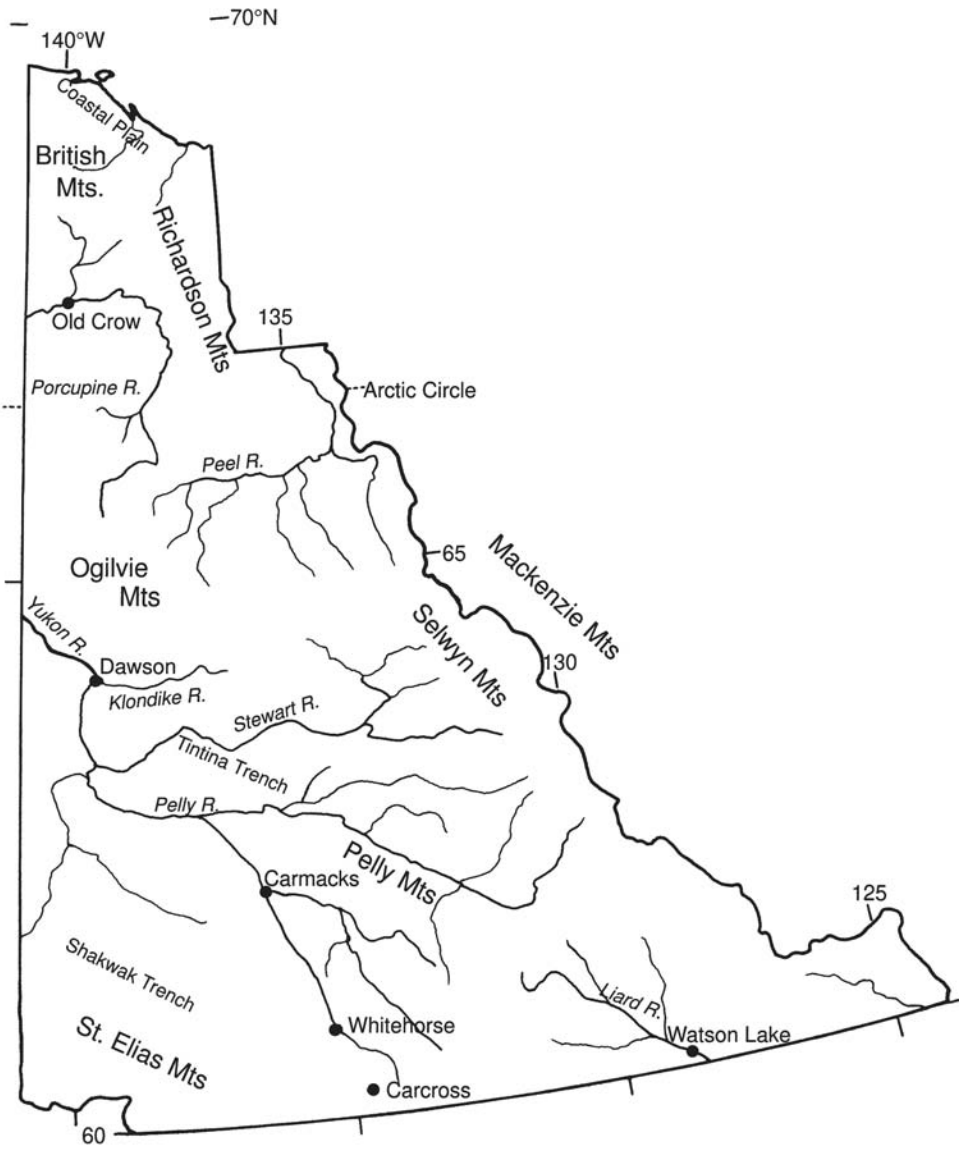 –70°N
140°W
Coastal Plain
British
Mts.
Richardson Mts
Old Crow
135
Porcupine R.
Arctic Circle
Peel R.
65
Mackenzie Mts
Ogilvie
Mts
Yukon R.
Selwyn Mts
130
Dawson
Klondike R.
Stewart R.
Tintina Trench
Pelly R.
Pelly Mts
Carmacks
125
Shakwak Trench
Liard R.
Whitehorse
Watson Lake
St. Elias Mts
Carcross
60